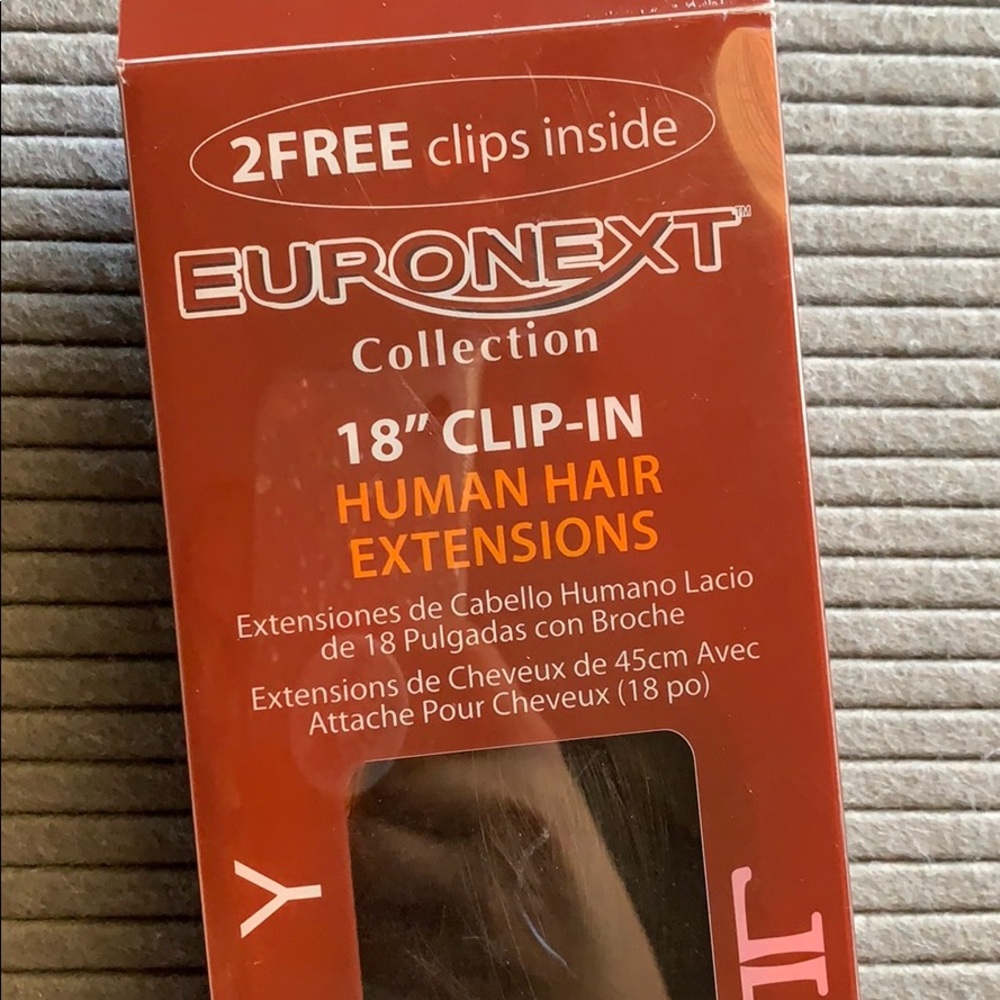 2FREE clips inside
EURONEXT™
Collection
18” CLIP-IN
HUMAN HAIR
EXTENSIONS
Extensiones de Cabello Humano Lacio
de 18 Pulgadas con Broche
Extensions de Cheveux de 45cm Avec
Attache Pour Cheveux (18 po)
Y